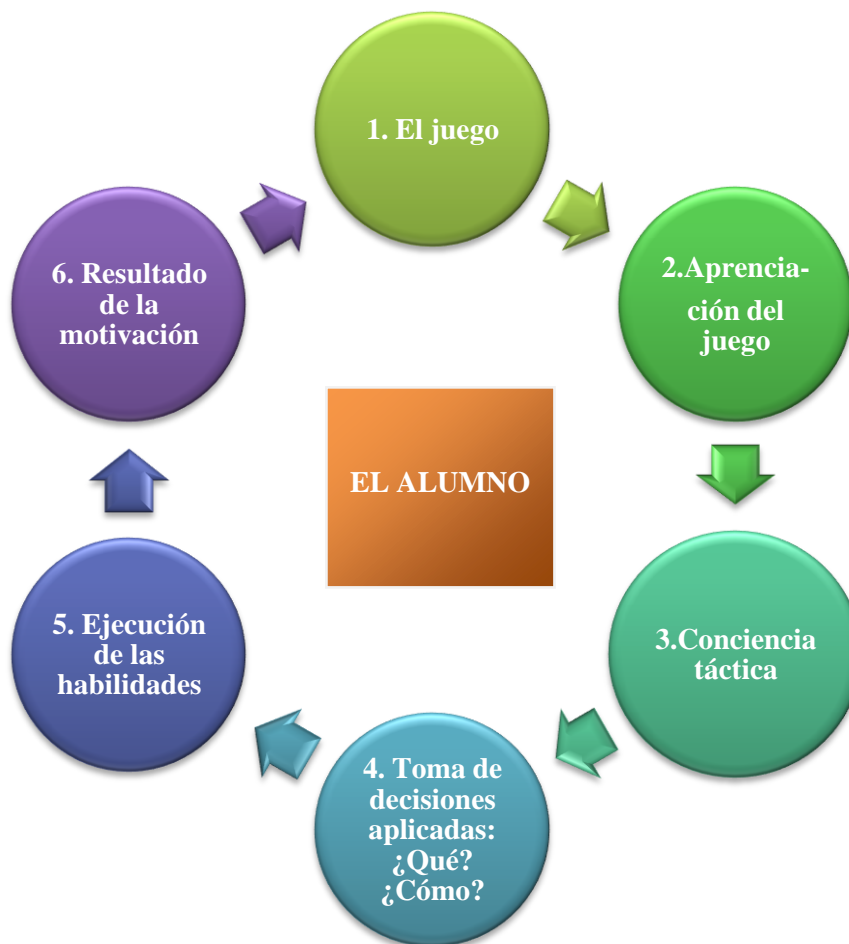 1. El juego
2.Aprencia-
ción del
juego
3.Conciencia
táctica
4. Toma de
decisiones
aplicadas:
¿Qué?
¿Cómo?
5. Ejecución
de las
habilidades
6. Resultado
de la
motivación
EL ALUMNO